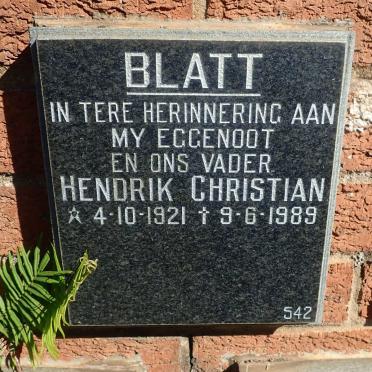 BLATT
IN TERE HERINNERING AAN
MY EGGENOOT
EN ONS VADER
HENDRIK CHRISTIAN
☆ 4-10-1921 ✝ 9-6-1989
542